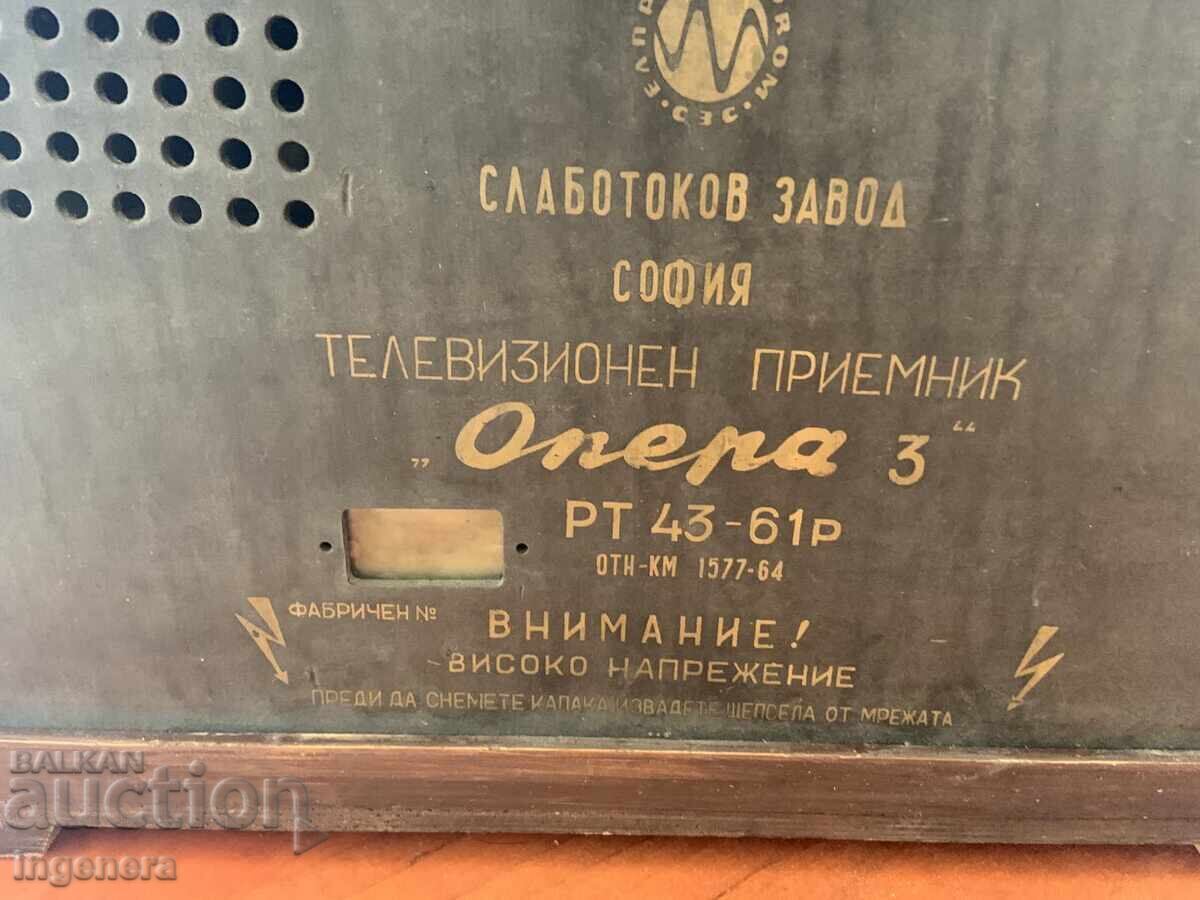 СЛАБОТОКОВ ЗАВОД
СОФИЯ
ТЕЛЕВИЗИОНЕН ПРИЕМНИК
„Опера 3“
РТ 43-61р
ОТН-КМ 1577-64
ФАБРИЧЕН №
ВНИМАНИЕ!
ВИСОКО НАПРЕЖЕНИЕ
ПРЕДИ ДА СНЕМЕТЕ КАПАКА ИЗВАДЕТЕ ЩЕПСЕЛА ОТ МРЕЖАТА
BALKAN
auction
ingenera